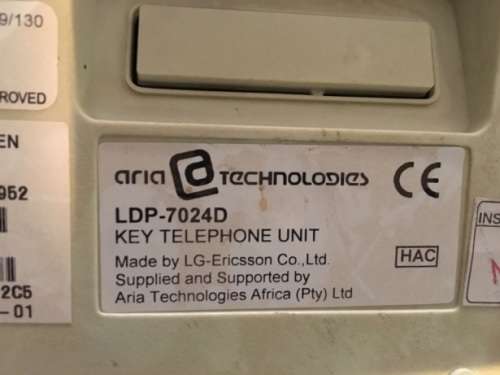 9/130
PROVED
EN
952
2C5
-01
aria @ TECHNOLOGIES
CE
LDP-7024D
KEY TELEPHONE UNIT
Made by LG-Ericsson Co.,Ltd.
HAC
Supplied and Supported by
Aria Technologies Africa (Pty) Ltd
INS